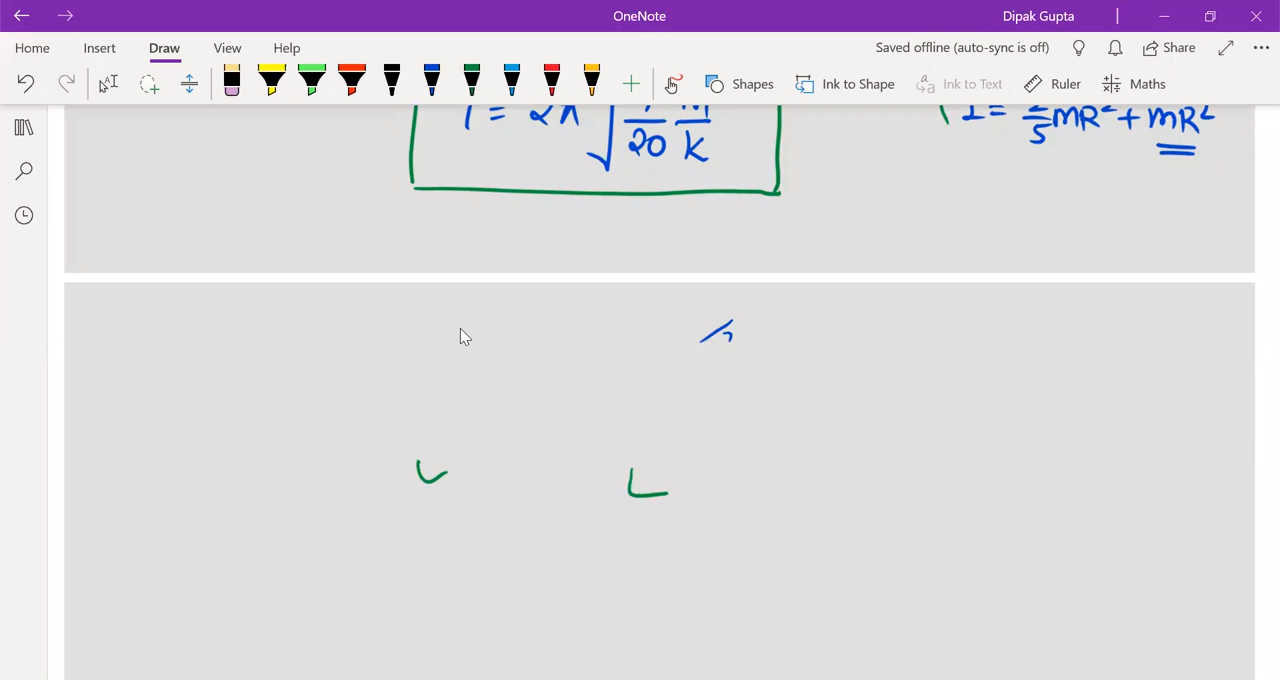 OneNote
Dipak Gupta
Home Insert Draw View Help
Saved offline (auto-sync is off)
Share
Shapes Ink to Shape Ink to Text Ruler Maths
20 k
I = 2/5 mR² + mR²
L